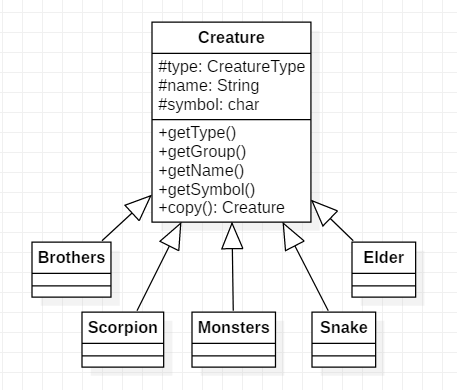 Creature
#type: CreatureType
#name: String
#symbol: char
+getType()
+getGroup()
+getName()
+getSymbol()
+copy(): Creature
Brothers
Elder
Scorpion
Monsters
Snake